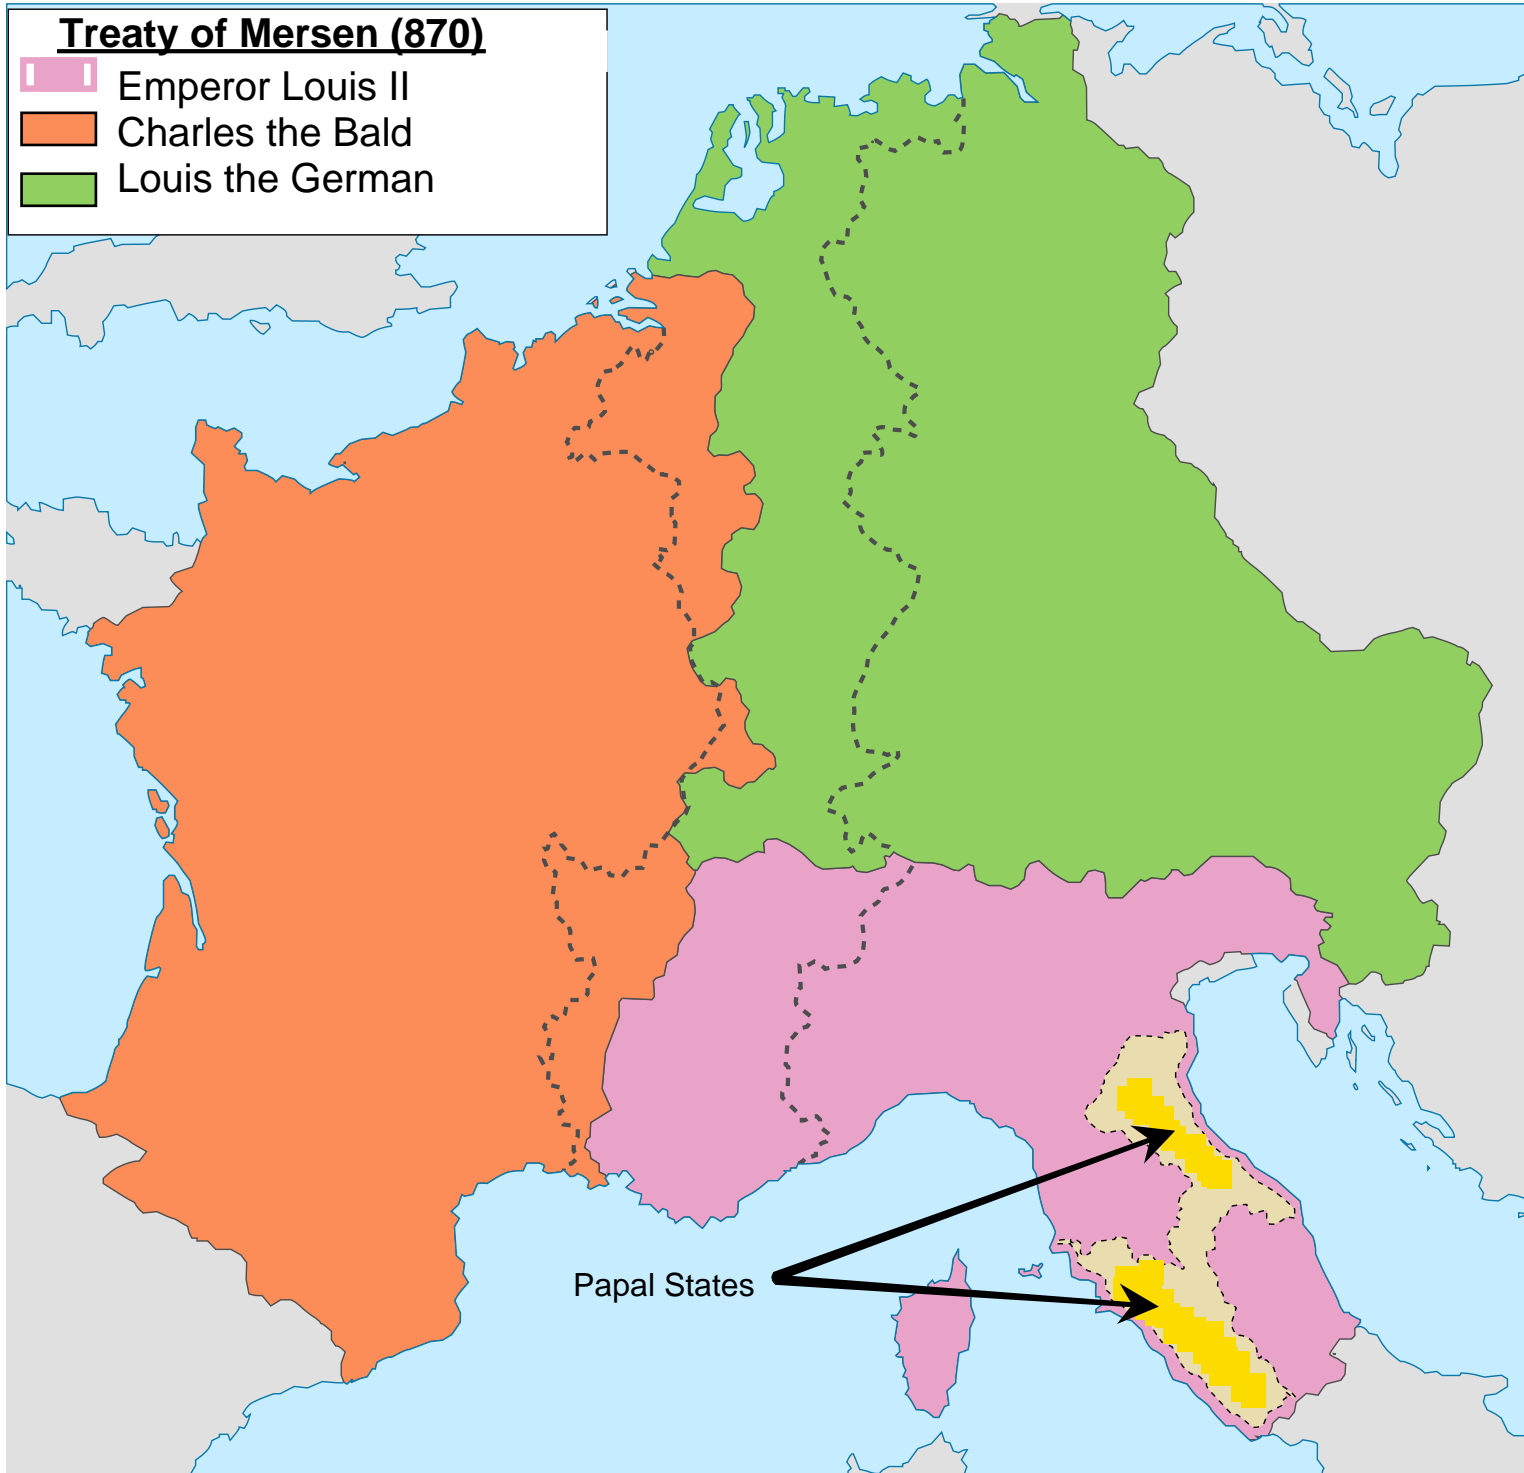 Treaty of Mersen (870)
Emperor Louis II
Charles the Bald
Louis the German
Papal States